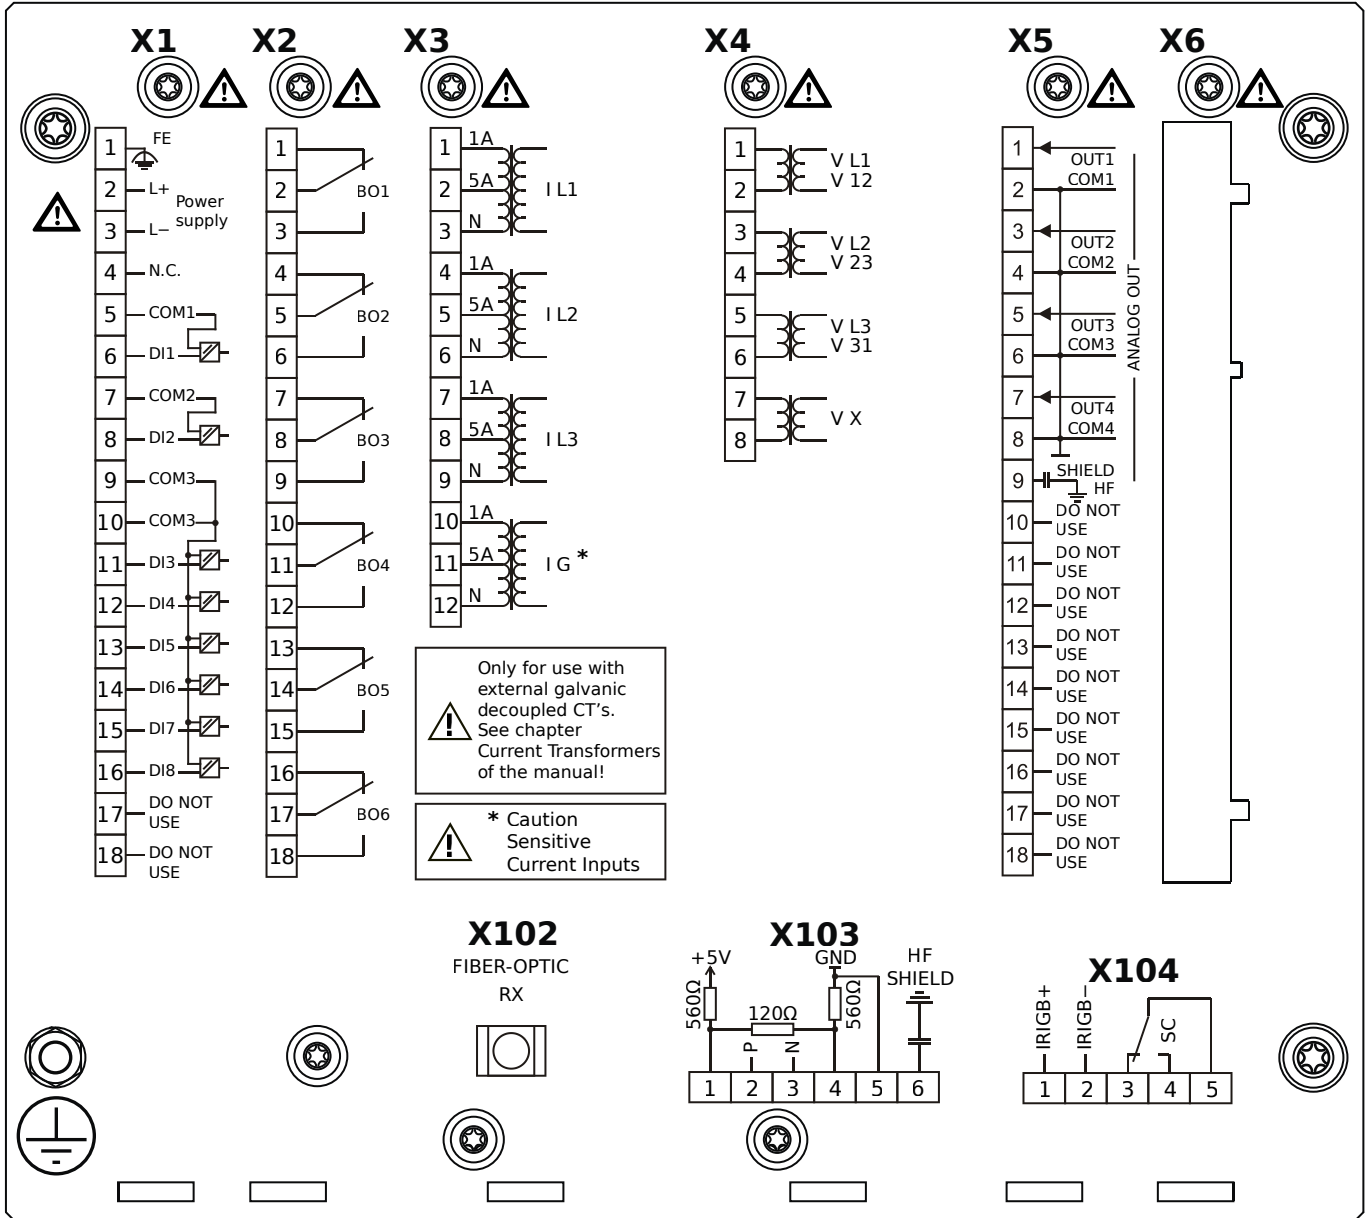 X1
X2
X3
X4
X5
X6
1 FE
2 L+
Power
supply
3 L−
4 N.C.
5 COM1
6 DI1
7 COM2
8 DI2
9 COM3
10 COM3
11 DI3
12 DI4
13 DI5
14 DI6
15 DI7
16 DI8
17 DO NOT
USE
18 DO NOT
USE
1
2 BO1
3
4
5 BO2
6
7
8 BO3
9
10
11 BO4
12
13
14 BO5
15
16
17 BO6
18
1 1A
2 5A I L1
3 N
4 1A
5 5A I L2
6 N
7 1A
8 5A I L3
9 N
10 1A
11 5A I G *
12 N
Only for use with
external galvanic
decoupled CT's.
See chapter
Current Transformers
of the manual!
* Caution
Sensitive
Current Inputs
1 V L1
2 V 12
3 V L2
4 V 23
5 V L3
6 V 31
7 V X
8
1 OUT1
2 COM1
3 OUT2
4 COM2
5 OUT3
6 COM3
7 OUT4
8 COM4
ANALOG OUT
9 SHIELD
HF
10 DO NOT
USE
11 DO NOT
USE
12 DO NOT
USE
13 DO NOT
USE
14 DO NOT
USE
15 DO NOT
USE
16 DO NOT
USE
17 DO NOT
USE
18 DO NOT
USE
X102
FIBER-OPTIC
RX
X103
+5V
GND
HF
SHIELD
560Ω
120Ω
560Ω
P
N
1 2 3 4 5 6
X104
IRIGB+
IRIGB−
SC
1 2 3 4 5